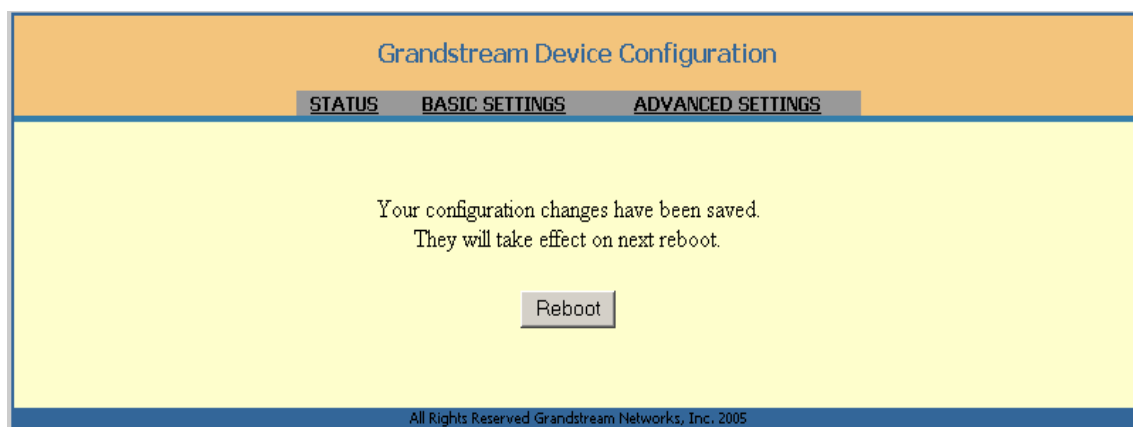 Grandstream Device Configuration
STATUS BASIC SETTINGS ADVANCED SETTINGS
Your configuration changes have been saved.
They will take effect on next reboot.
Reboot
All Rights Reserved Grandstream Networks, Inc. 2005